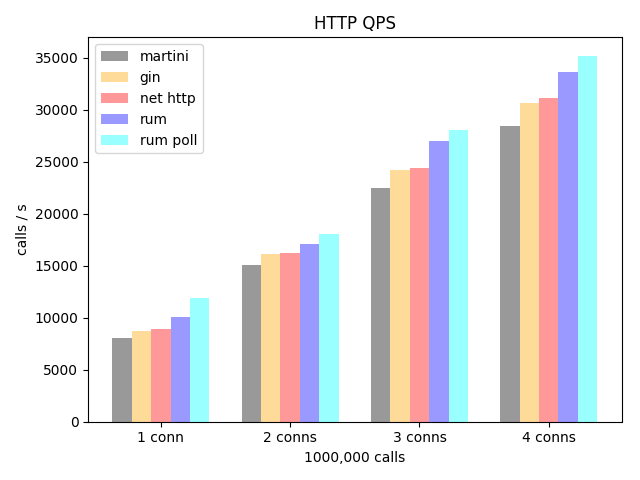 HTTP QPS
martini
gin
net http
rum
rum poll
35000
30000
25000
20000
15000
10000
5000
0
calls / s
1 conn
2 conns
3 conns
4 conns
1000,000 calls